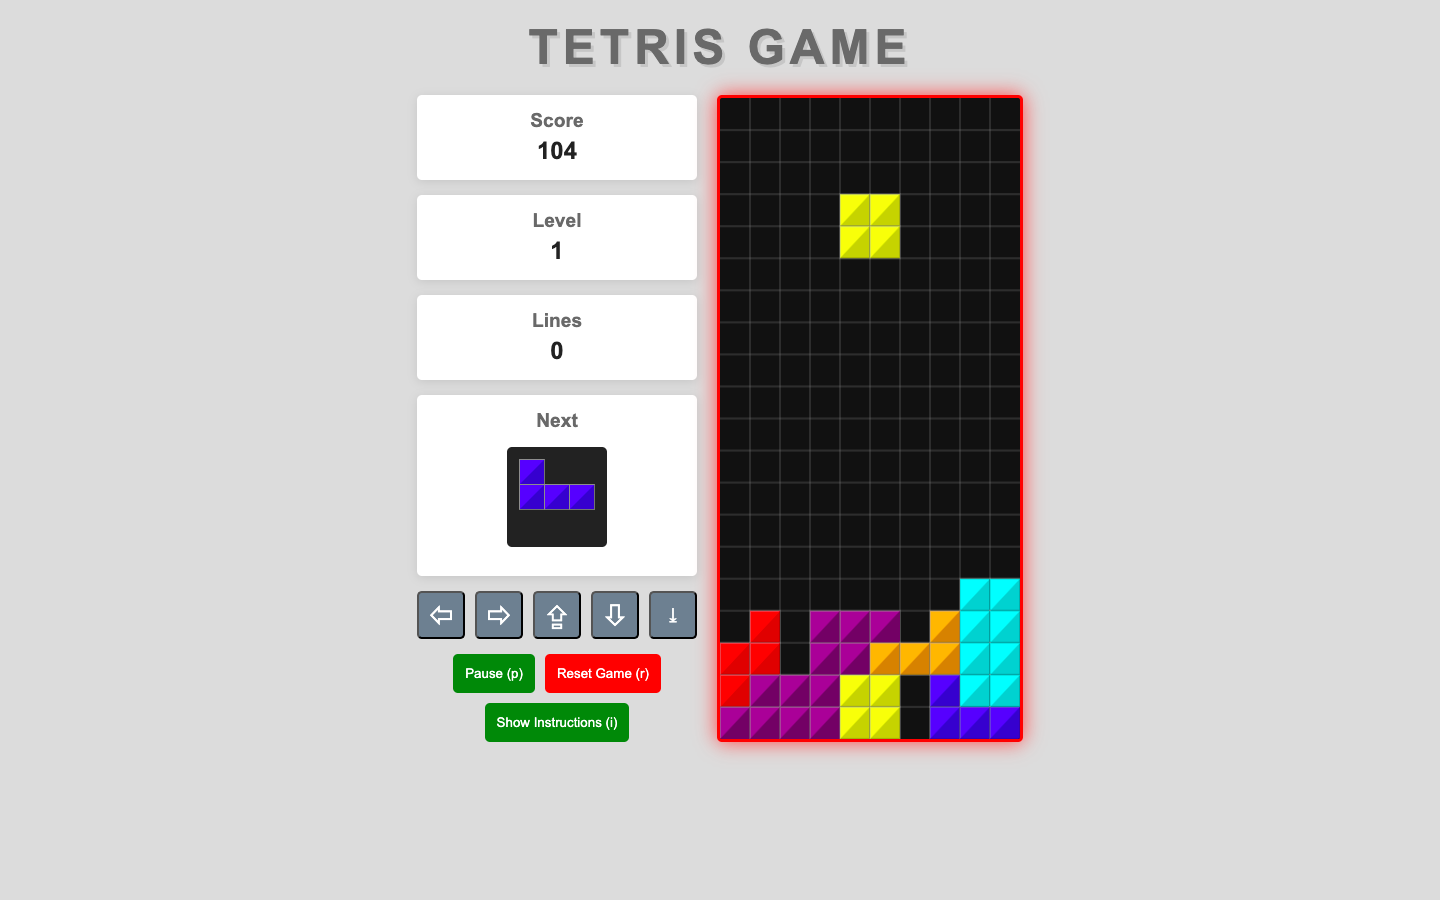 TETRIS GAME
Score
104
Level
1
Lines
0
Next
Pause (p)
Reset Game (r)
Show Instructions (i)